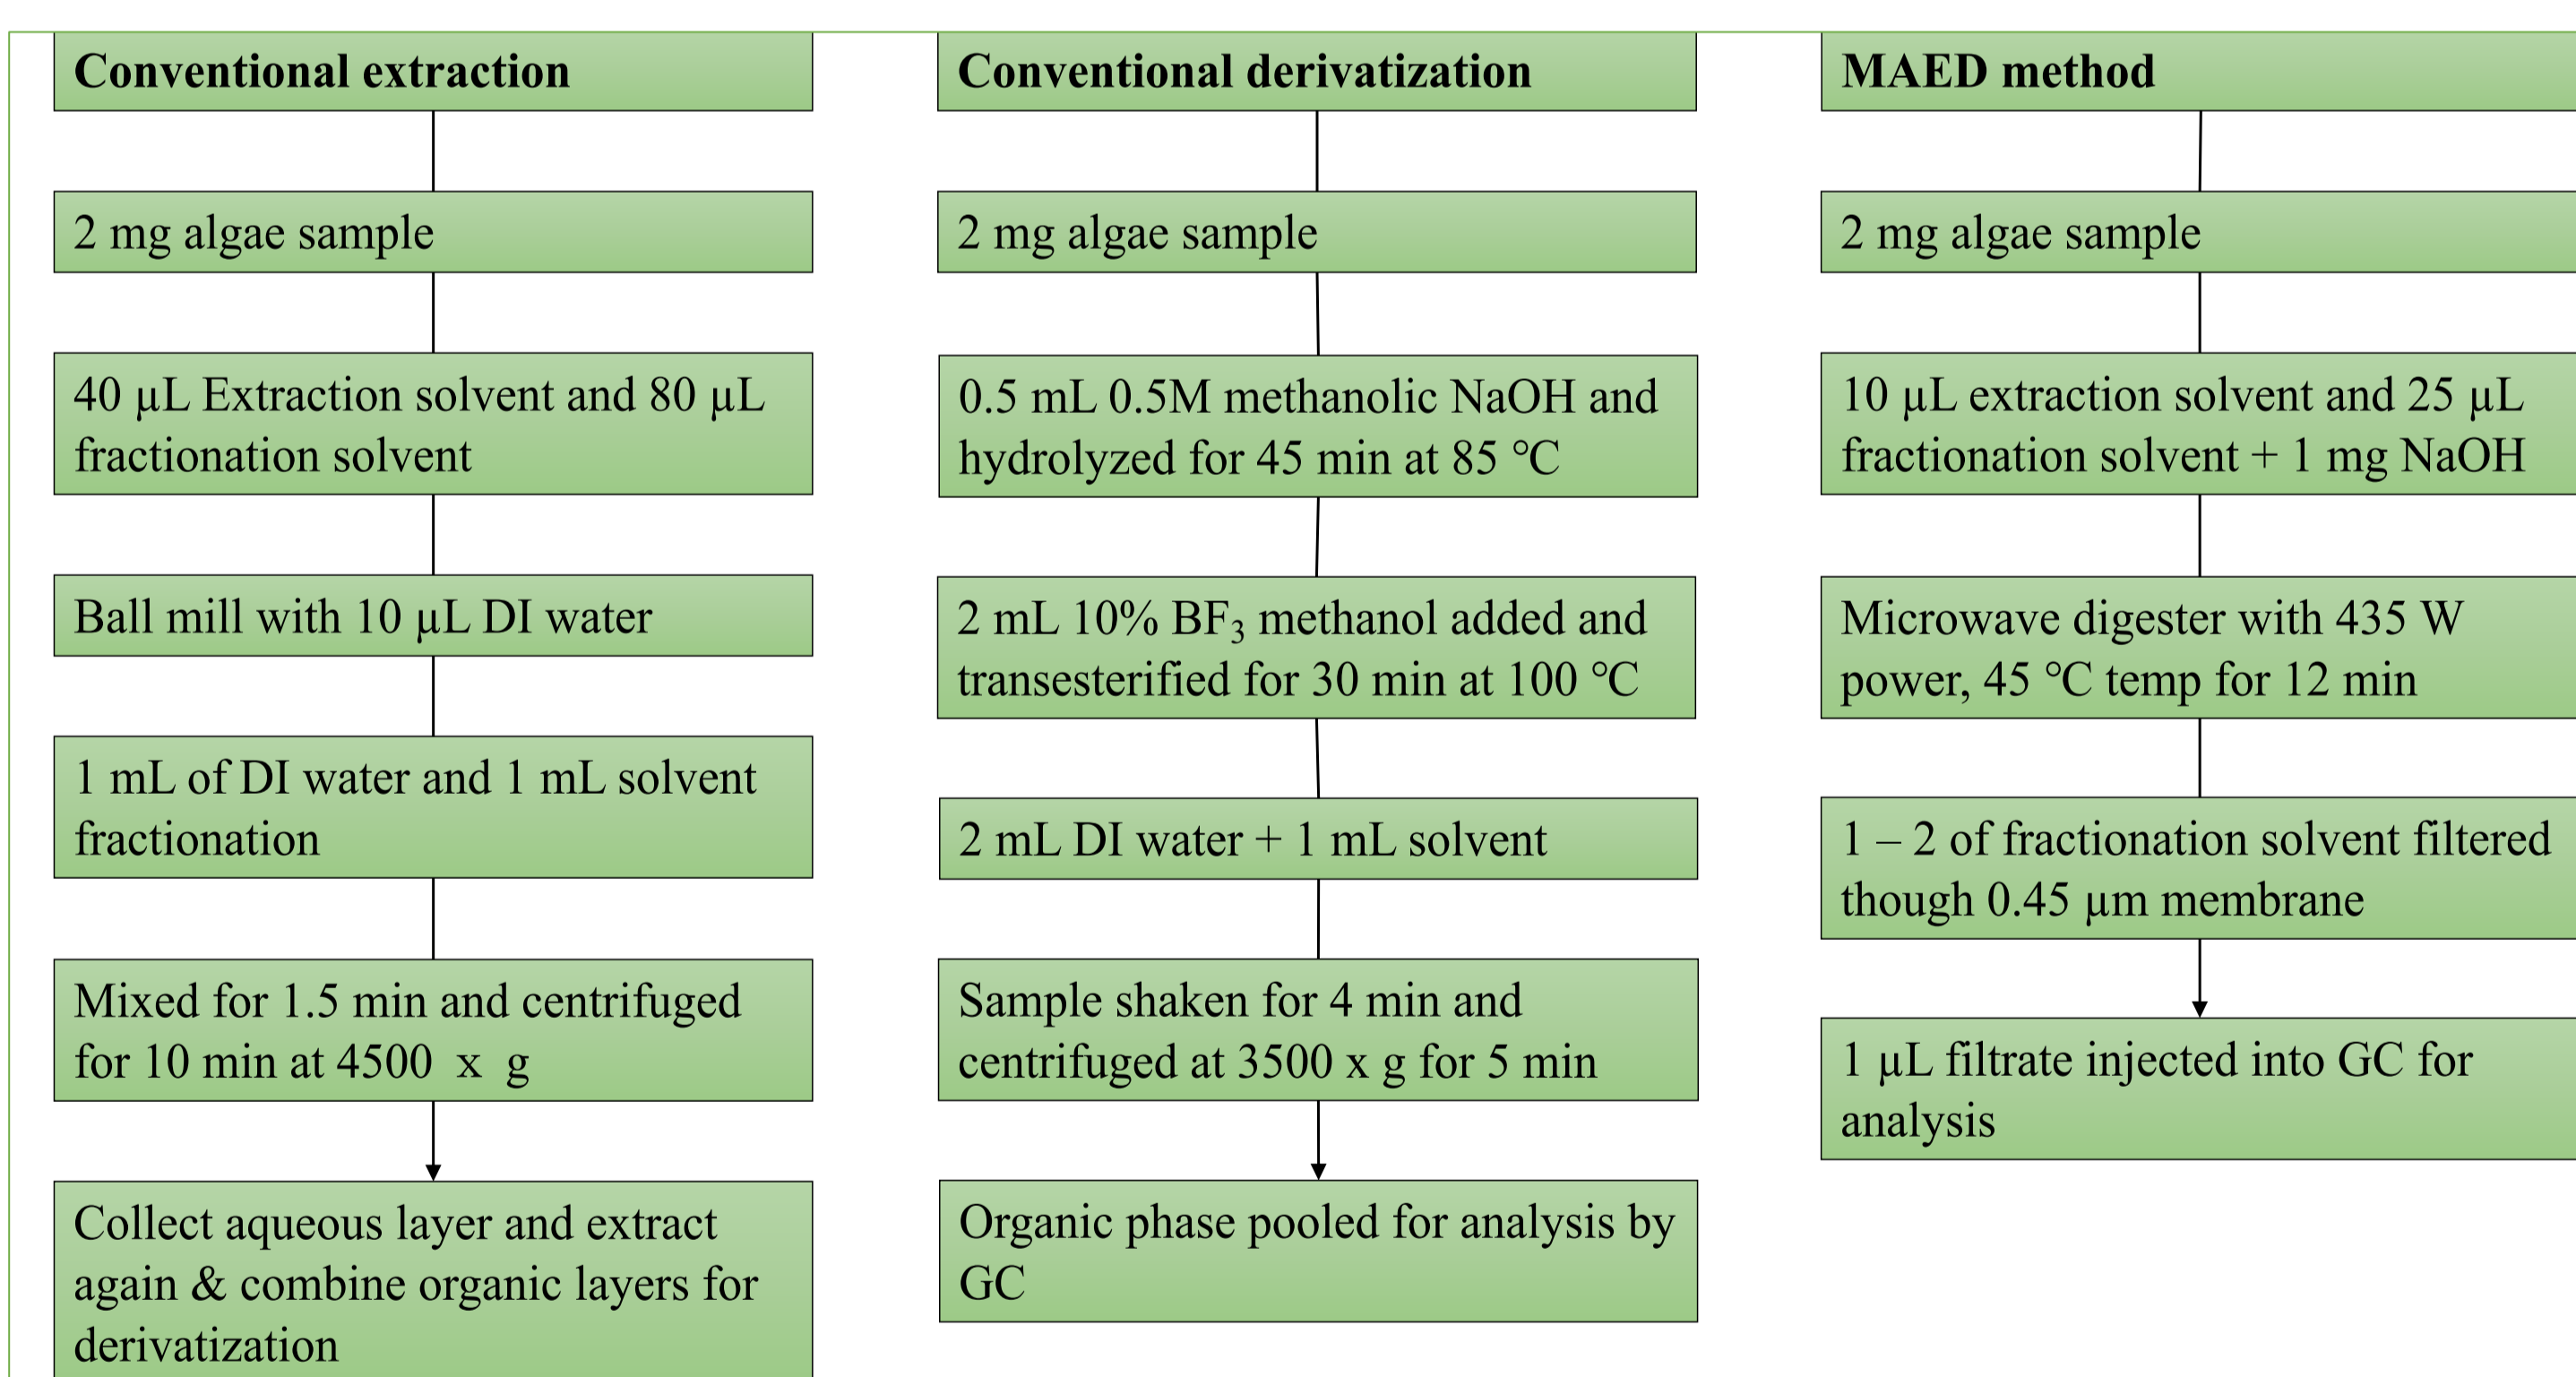 Conventional extraction
2 mg algae sample
40 µL Extraction solvent and 80 µL
fractionation solvent
Ball mill with 10 µL DI water
1 mL of DI water and 1 mL solvent
fractionation
Mixed for 1.5 min and centrifuged
for 10 min at 4500 x g
Collect aqueous layer and extract
again & combine organic layers for
derivatization
Conventional derivatization
2 mg algae sample
0.5 mL 0.5M methanolic NaOH and
hydrolyzed for 45 min at 85 ℃
2 mL 10% BF₃ methanol added and
transesterified for 30 min at 100 ℃
2 mL DI water + 1 mL solvent
Sample shaken for 4 min and
centrifuged at 3500 x g for 5 min
Organic phase pooled for analysis by
GC
MAED method
2 mg algae sample
10 µL extraction solvent and 25 µL
fractionation solvent + 1 mg NaOH
Microwave digester with 435 W
power, 45 ℃ temp for 12 min
1 – 2 of fractionation solvent filtered
though 0.45 µm membrane
1 µL filtrate injected into GC for
analysis